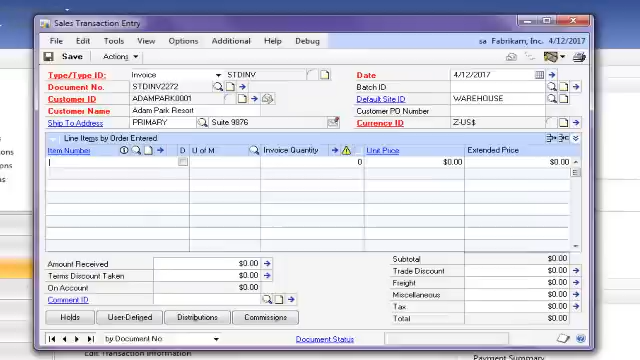 Sales Transaction Entry
File Edit Tools View Options Additional Help Debug sa Fabrikam, Inc. 4/12/2017
Save Actions
Type/Type ID: Invoice STDINV Date 4/12/2017
Document No. STDINV2272 Batch ID
Customer ID ADAMPARK0001 Default Site ID WAREHOUSE
Customer Name Adam Park Resort Customer PO Number
Ship To Address PRIMARY Suite 9876 Currency ID Z-US$
Line Items by Order Entered
Item Number D U of M Invoice Quantity Unit Price Extended Price
0 $0.00 $0.00
Amount Received $0.00 Subtotal $0.00
Terms Discount Taken $0.00 Trade Discount $0.00
On Account $0.00 Freight $0.00
Comment ID Miscellaneous $0.00
Tax $0.00
Holds User-Defined Distributions Commissions Total $0.00
by Document No. Document Status
Edit Transaction Information
Payment Summary